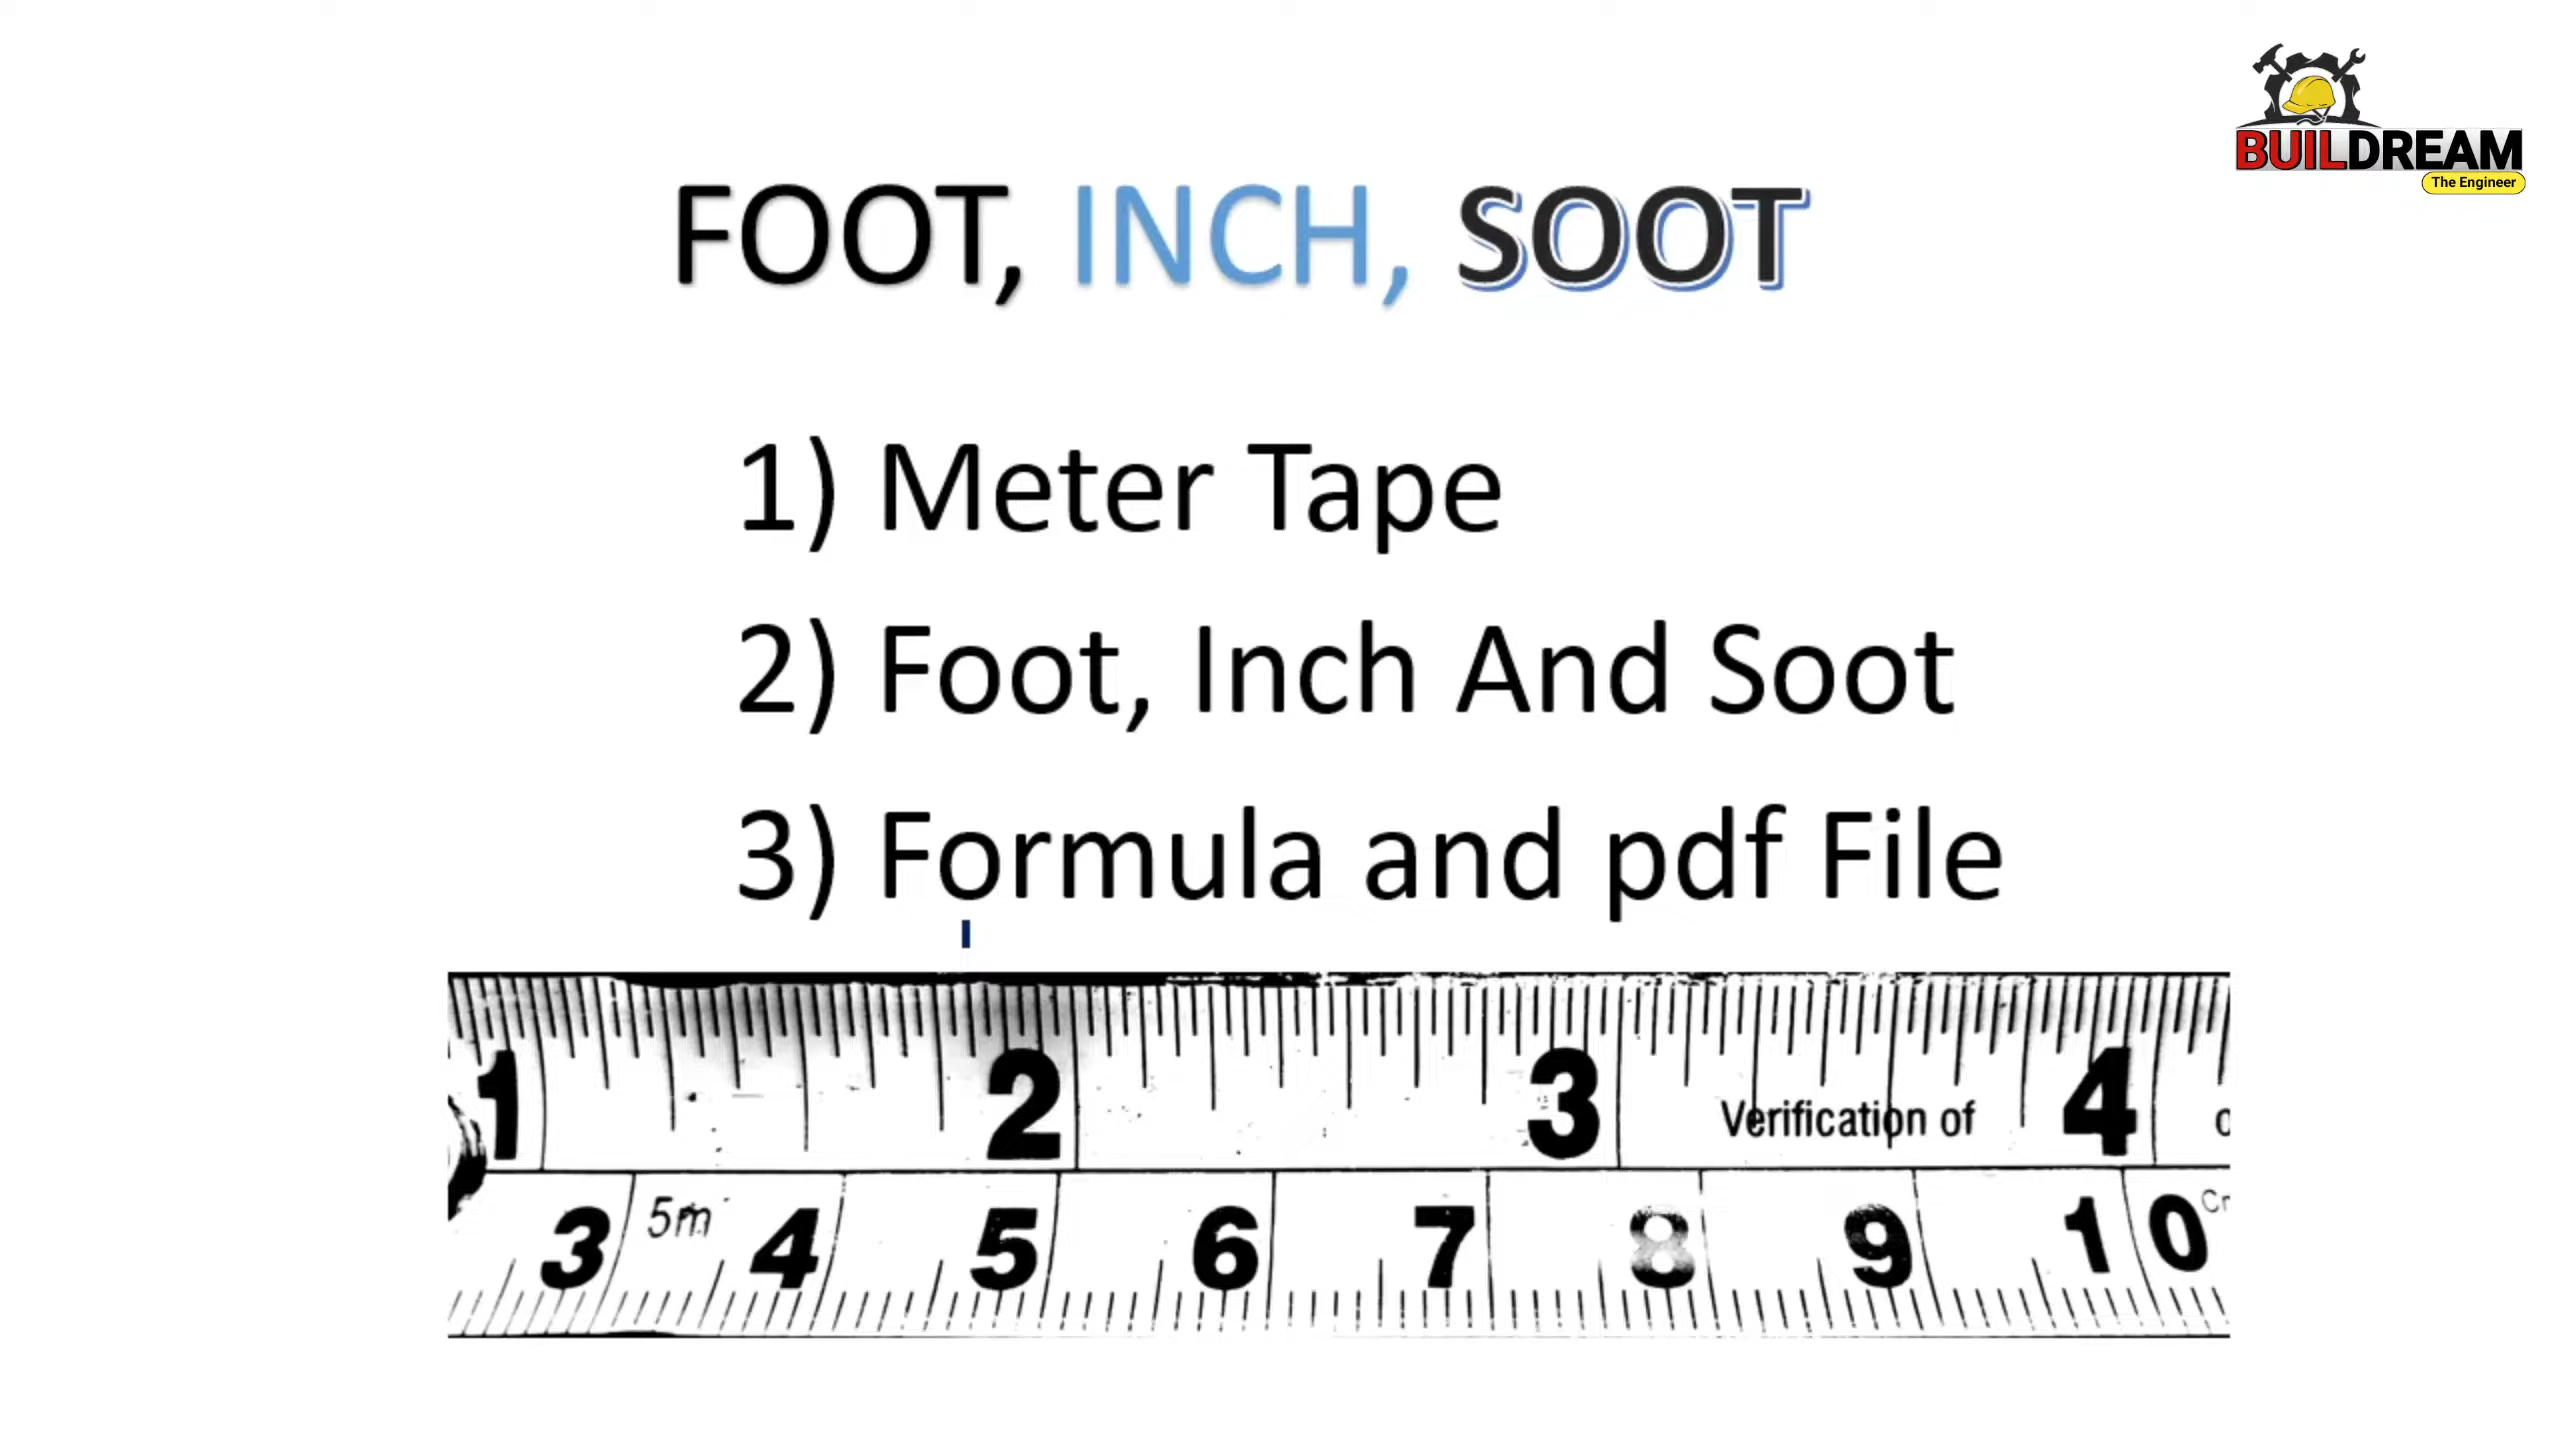 BUILDREAM
The Engineer
FOOT, INCH, SOOT
1) Meter Tape
2) Foot, Inch And Soot
3) Formula and pdf File
1 2 3 Verification of 4
3 5m 4 5 6 7 8 9 10